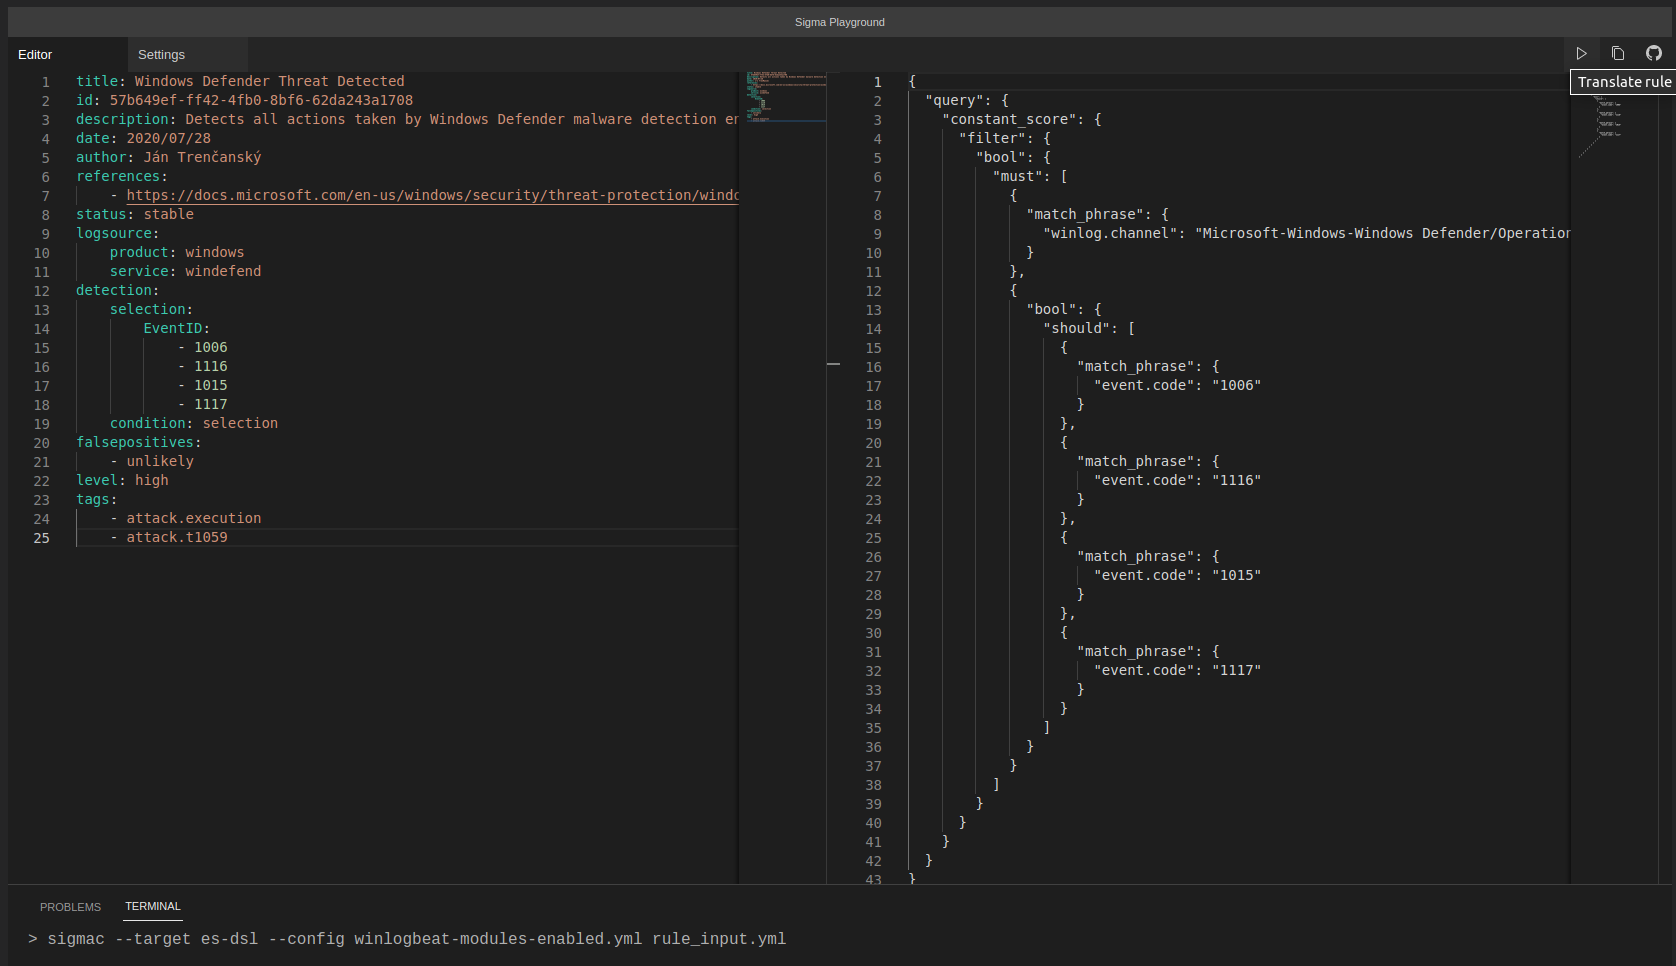 Sigma Playground
Editor
Settings
Translate rule
1 title: Windows Defender Threat Detected
2 id: 57b649ef-ff42-4fb0-8bf6-62da243a1708
3 description: Detects all actions taken by Windows Defender malware detection en
4 date: 2020/07/28
5 author: Ján Trenčanský
6 references:
7 - https://docs.microsoft.com/en-us/windows/security/threat-protection/windo
8 status: stable
9 logsource:
10 product: windows
11 service: windefend
12 detection:
13 selection:
14 EventID:
15 - 1006
16 - 1116
17 - 1015
18 - 1117
19 condition: selection
20 falsepositives:
21 - unlikely
22 level: high
23 tags:
24 - attack.execution
25 - attack.t1059
1 {
2 "query": {
3 "constant_score": {
4 "filter": {
5 "bool": {
6 "must": [
7 {
8 "match_phrase": {
9 "winlog.channel": "Microsoft-Windows-Windows Defender/Operation
10 }
11 },
12 {
13 "bool": {
14 "should": [
15 {
16 "match_phrase": {
17 "event.code": "1006"
18 }
19 },
20 {
21 "match_phrase": {
22 "event.code": "1116"
23 }
24 },
25 {
26 "match_phrase": {
27 "event.code": "1015"
28 }
29 },
30 {
31 "match_phrase": {
32 "event.code": "1117"
33 }
34 }
35 ]
36 }
37 }
38 ]
39 }
40 }
41 }
42 }
43 }
PROBLEMS
TERMINAL
> sigmac --target es-dsl --config winlogbeat-modules-enabled.yml rule_input.yml